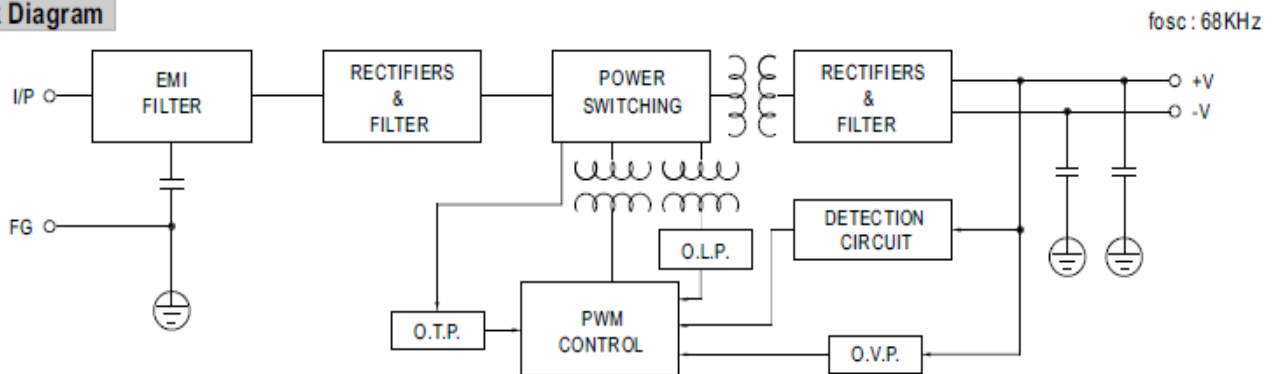 Diagram
fosc : 68KHz
I/P
EMI
FILTER
RECTIFIERS
&
FILTER
POWER
SWITCHING
RECTIFIERS
&
FILTER
+V
-V
FG
DETECTION
CIRCUIT
O.L.P.
O.T.P.
PWM
CONTROL
O.V.P.